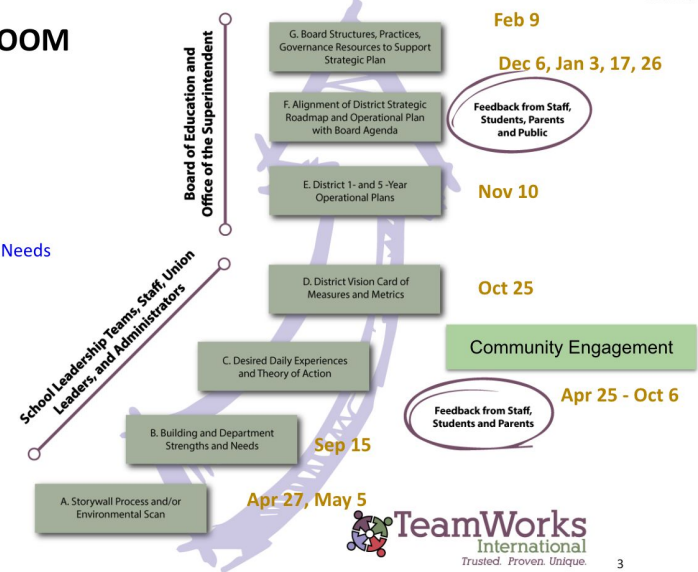 OOM
Needs
Board of Education and
Office of the Superintendent
School Leadership Teams, Staff, Union
Leaders, and Administrators
G. Board Structures, Practices,
Governance Resources to Support
Strategic Plan
Feb 9
Dec 6, Jan 3, 17, 26
F. Alignment of District Strategic
Roadmap and Operational Plan
with Board Agenda
Feedback from Staff,
Students, Parents
and Public
E. District 1- and 5 -Year
Operational Plans
Nov 10
D. District Vision Card of
Measures and Metrics
Oct 25
Community Engagement
C. Desired Daily Experiences
and Theory of Action
Apr 25 - Oct 6
Feedback from Staff,
Students and Parents
B. Building and Department
Strengths and Needs
Sep 15
A. Storywall Process and/or
Environmental Scan
Apr 27, May 5
TeamWorks
International
Trusted. Proven. Unique.
3